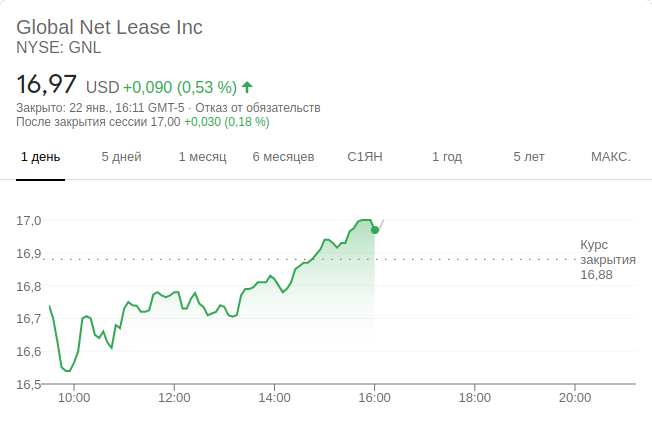 Global Net Lease Inc
NYSE: GNL
16,97 USD +0,090 (0,53 %)
Закрыто: 22 янв., 16:11 GMT-5 · Отказ от обязательств
После закрытия сессии 17,00 +0,030 (0,18 %)
1 день 5 дней 1 месяц 6 месяцев С1ЯН 1 год 5 лет МАКС.
17,0
16,9
16,8
16,7
16,6
16,5
Курс
закрытия
16,88
10:00 12:00 14:00 16:00 18:00 20:00